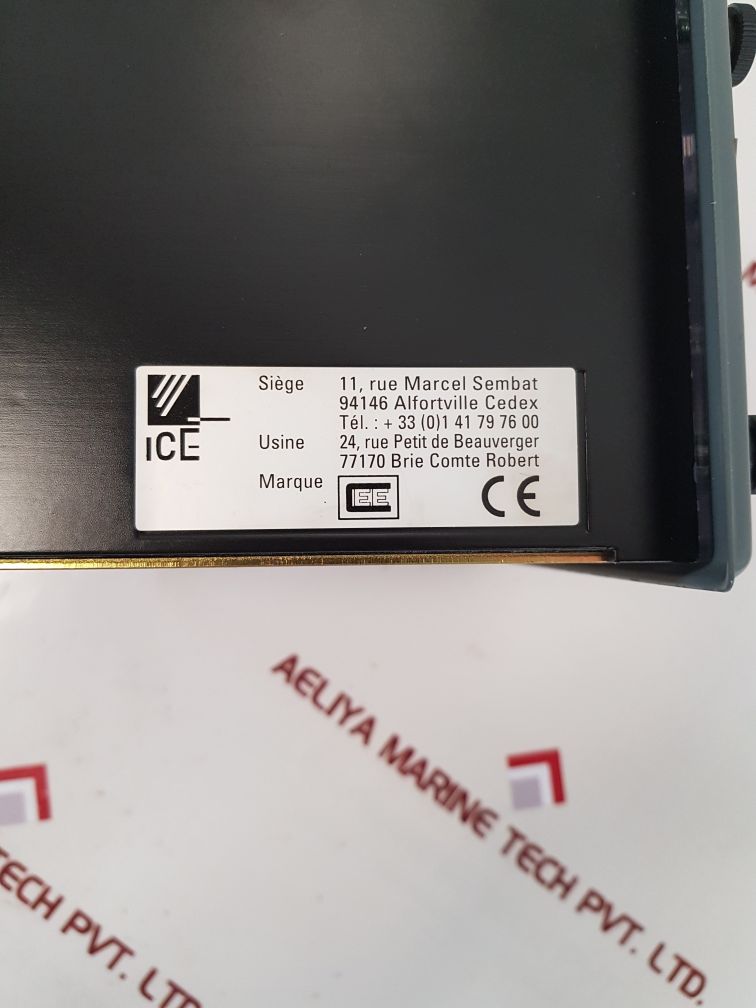 ICE
Siège 11, rue Marcel Sembat
94146 Alfortville Cedex
Tél. : + 33 (0)1 41 79 76 00
Usine 24, rue Petit de Beauverger
77170 Brie Comte Robert
Marque CEE CE
AELIYA MARINE TECH PVT. LTD.
TECH PVT. LTD